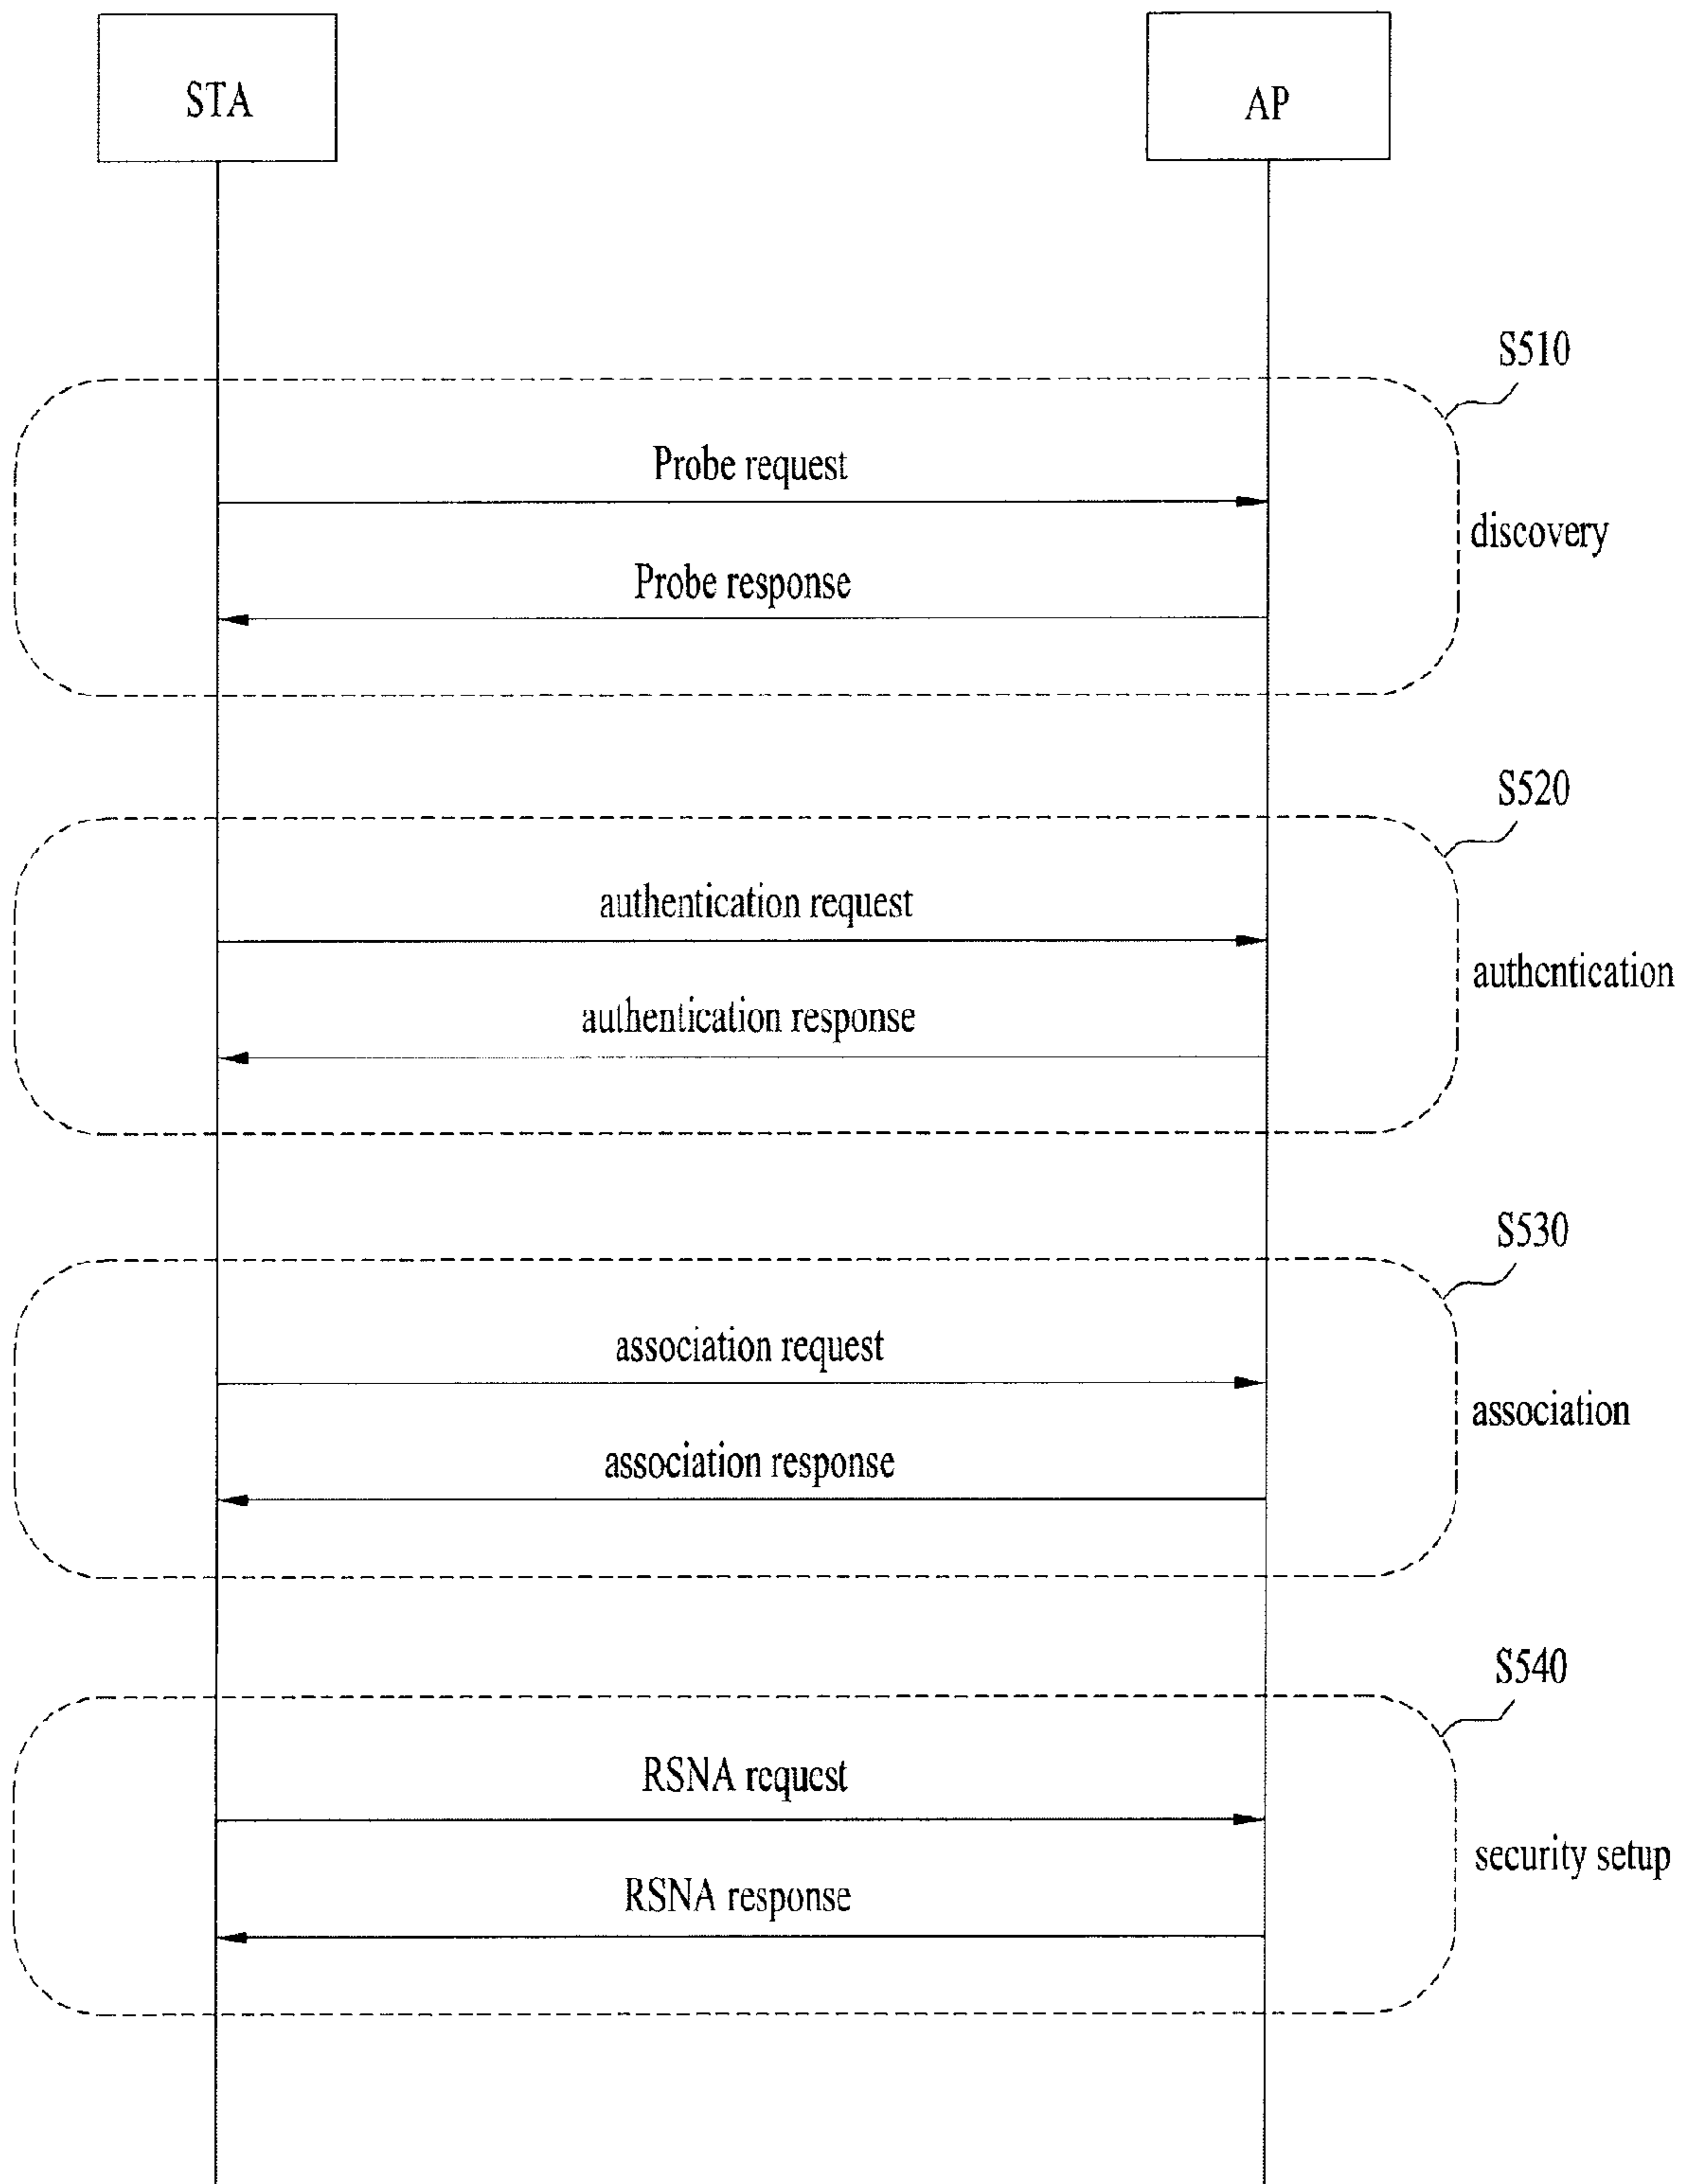 STA
AP
S510
Probe request
discovery
Probe response
S520
authentication request
authentication
authentication response
S530
association request
association
association response
S540
RSNA request
security setup
RSNA response